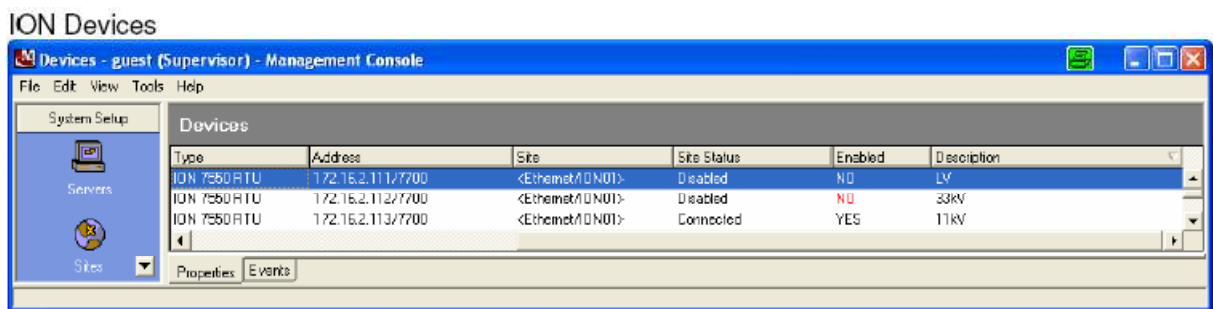 ION Devices
Devices - guest (Supervisor) - Management Console
File Edit View Tools Help
System Setup
Devices
Type Address Site Site Status Enabled Description
ION 7550 RTU 172.16.2.111/7700 <Ethernet/ION01> Disabled NO LV
ION 7550 RTU 172.16.2.112/7700 <Ethernet/ION01> Disabled NO 33kV
ION 7550 RTU 172.16.2.113/7700 <Ethernet/ION01> Connected YES 11kV
Servers
Sites
Properties Events